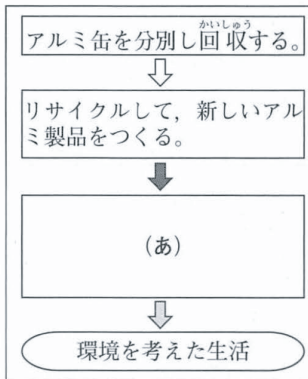 アルミ缶を分別し回収する。
かいしゅう
リサイクルして，新しいアル
ミ製品をつくる。
(あ)
環境を考えた生活